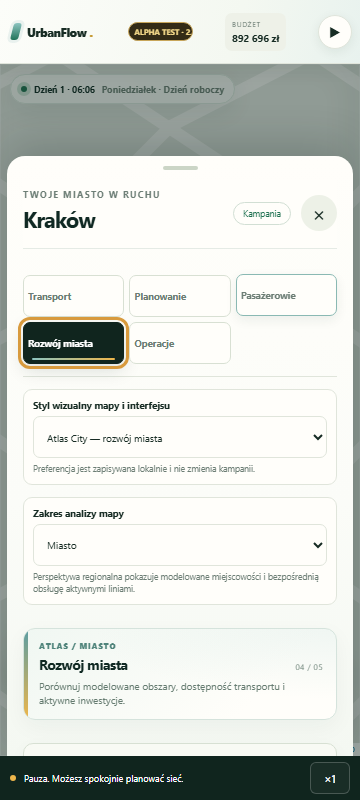 UrbanFlow.
ALPHA TEST · 2
BUDŻET
892 696 zł
Dzień 1 · 06:06 Poniedziałek · Dzień roboczy
TWOJE MIASTO W RUCHU
Kraków
Kampania
Transport
Planowanie
Pasażerowie
Rozwój miasta
Operacje
Styl wizualny mapy i interfejsu
Atlas City — rozwój miasta
Preferencja jest zapisywana lokalnie i nie zmienia kampanii.
Zakres analizy mapy
Miasto
Perspektywa regionalna pokazuje modelowane miejscowości i bezpośrednią
obsługę aktywnymi liniami.
ATLAS / MIASTO
Rozwój miasta
04 / 05
Porównuj modelowane obszary, dostępność transportu i
aktywne inwestycje.
Pauza. Możesz spokojnie planować sieć.
×1